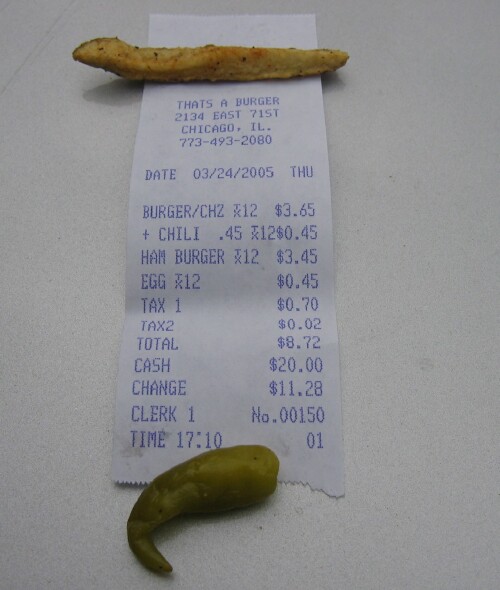 THATS A BURGER
2134 EAST 71ST
CHICAGO, IL.
773-493-2080
DATE 03/24/2005 THU
BURGER/CHZ X12 $3.65
+ CHILI .45 X12$0.45
HAM BURGER X12 $3.45
EGG X12 $0.45
TAX 1 $0.70
TAX2 $0.02
TOTAL $8.72
CASH $20.00
CHANGE $11.28
CLERK 1 No.00150
TIME 17:10 01